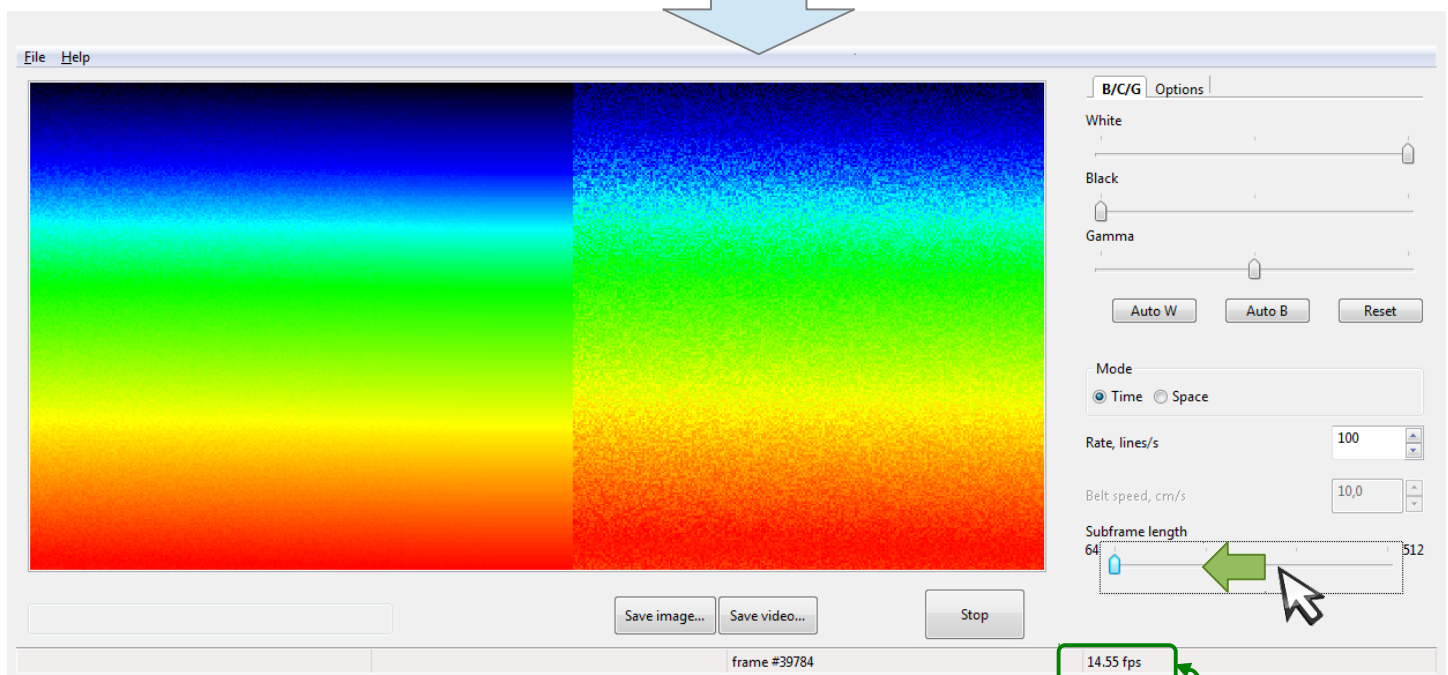 File Help
B/C/G Options
White
Black
Gamma
Auto W Auto B Reset
Mode
Time Space
Rate, lines/s 100
Belt speed, cm/s 10,0
Subframe length
64 512
Save image... Save video... Stop
frame #39784 14.55 fps